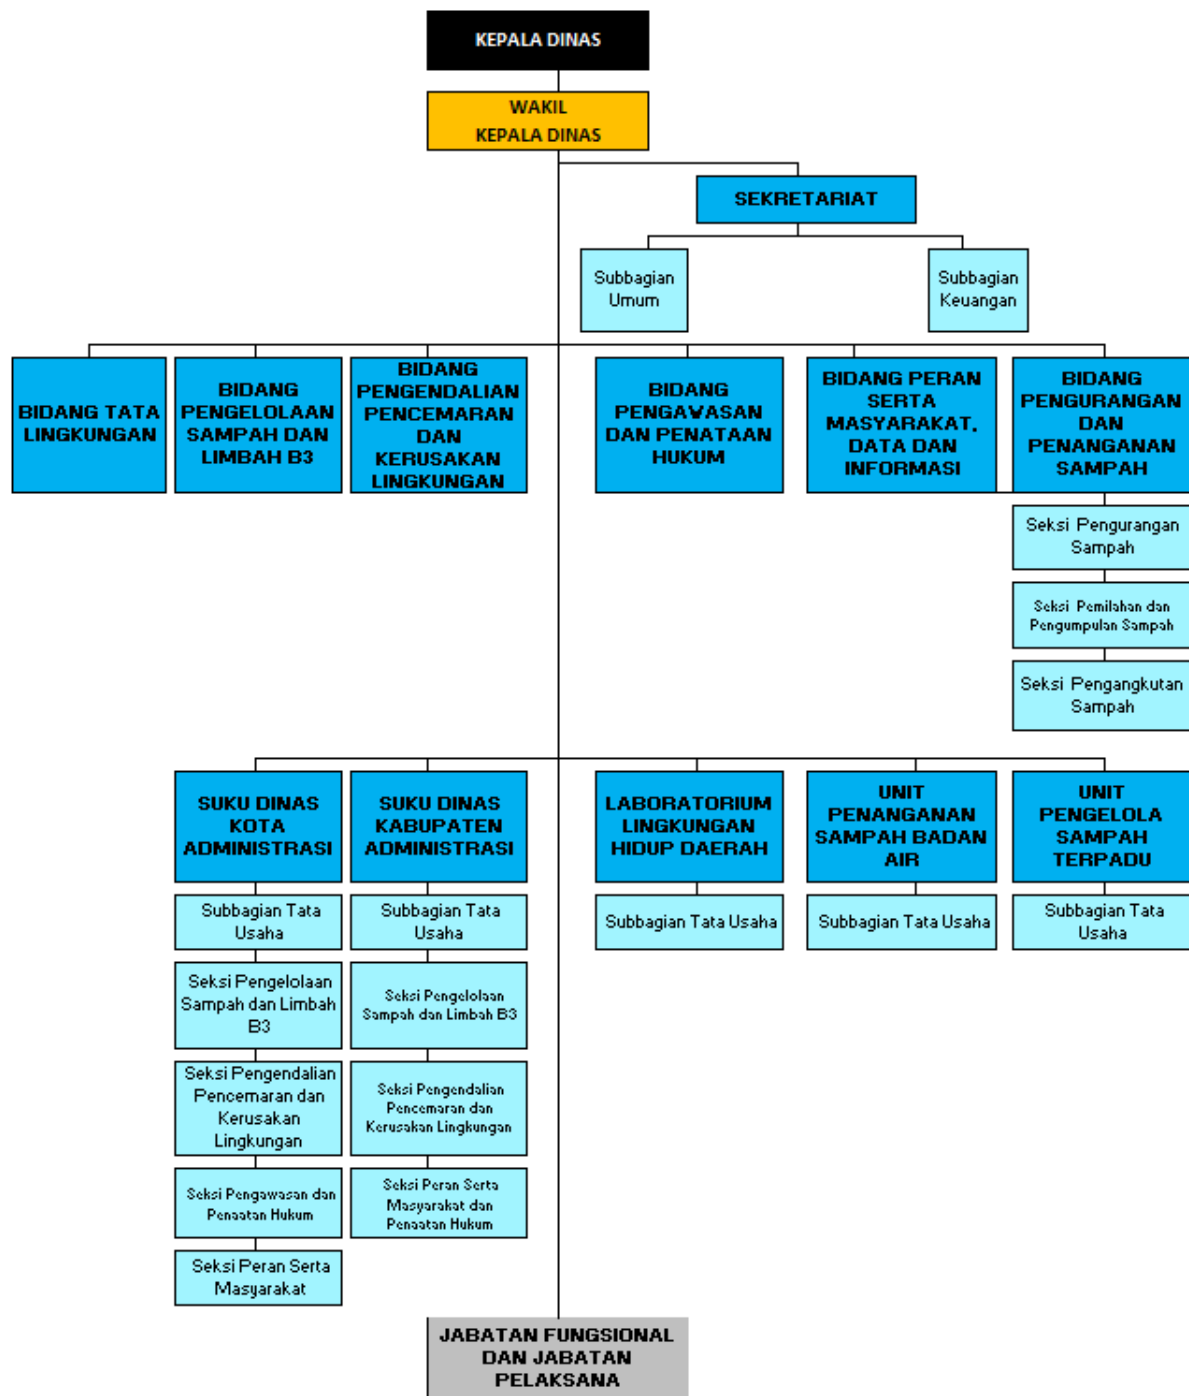 KEPALA DINAS
WAKIL
KEPALA DINAS
SEKRETARIAT
Subbagian
Umum
Subbagian
Keuangan
BIDANG TATA
LINGKUNGAN
BIDANG
PENGELOLAAN
SAMPAH DAN
LIMBAH B3
BIDANG
PENGENDALIAN
PENCEMARAN
DAN
KERUSAKAN
LINGKUNGAN
BIDANG
PENGAWASAN
DAN PENATAAN
HUKUM
BIDANG PERAN
SERTA
MASYARAKAT,
DATA DAN
INFORMASI
BIDANG
PENGURANGAN
DAN
PENANGANAN
SAMPAH
Seksi Pengurangan
Sampah
Seksi Pemilahan dan
Pengumpulan Sampah
Seksi Pengangkutan
Sampah
SUKU DINAS
KOTA
ADMINISTRASI
SUKU DINAS
KABUPATEN
ADMINISTRASI
LABORATORIUM
LINGKUNGAN
HIDUP DAERAH
UNIT
PENANGANAN
SAMPAH BADAN
AIR
UNIT
PENGELOLA
SAMPAH
TERPADU
Subbagian Tata
Usaha
Subbagian Tata
Usaha
Subbagian Tata Usaha
Subbagian Tata Usaha
Subbagian Tata
Usaha
Seksi Pengelolaan
Sampah dan Limbah
B3
Seksi Pengelolaan
Sampah dan Limbah B3
Seksi Pengendalian
Pencemaran dan
Kerusakan
Lingkungan
Seksi Pengendalian
Pencemaran dan
Kerusakan Lingkungan
Seksi Pengawasan dan
Penaatan Hukum
Seksi Peran Serta
Masyarakat dan
Penaatan Hukum
Seksi Peran Serta
Masyarakat
JABATAN FUNGSIONAL
DAN JABATAN
PELAKSANA